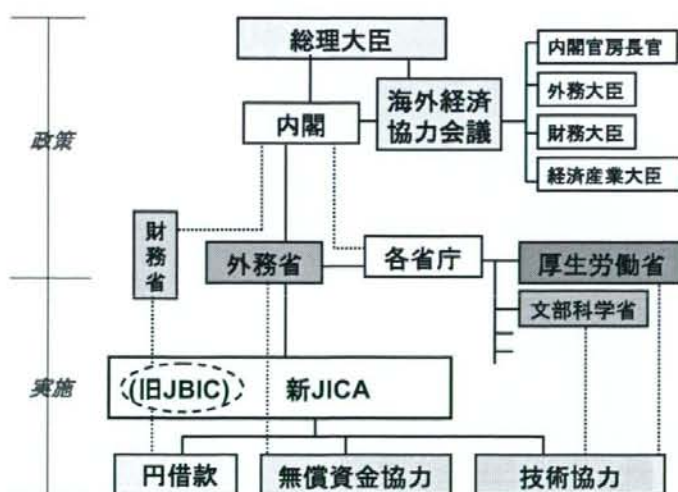 総理大臣
内閣官房長官
外務大臣
財務大臣
経済産業大臣
海外経済
協力会議
内閣
政策
財務省
外務省
各省庁
厚生労働省
文部科学省
実施
(旧JBIC)
新JICA
円借款
無償資金協力
技術協力